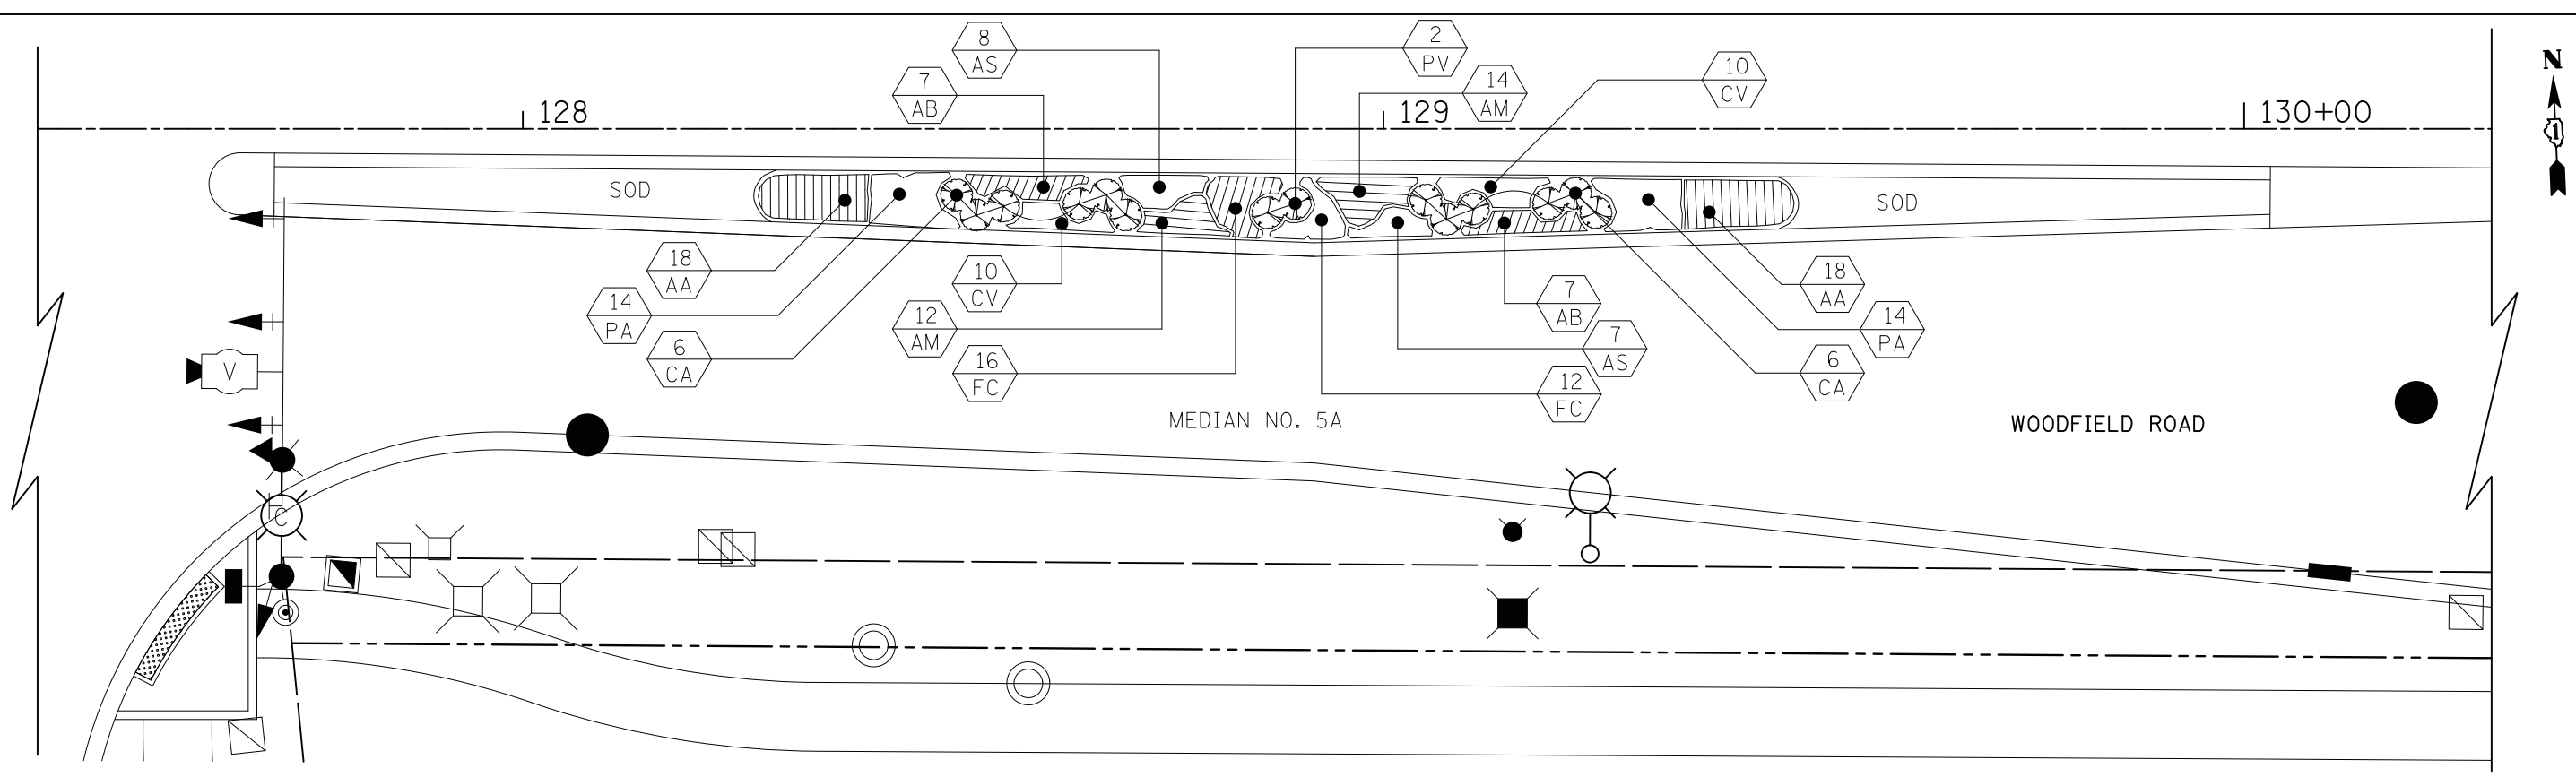 8
AS
2
PV
N
7
AB
14
AM
10
CV
128
129
130+00
1
SOD
SOD
18
AA
10
CV
7
AB
18
AA
14
PA
12
AM
7
AS
14
PA
6
CA
16
FC
12
FC
6
CA
V
MEDIAN NO. 5A
WOODFIELD ROAD
C